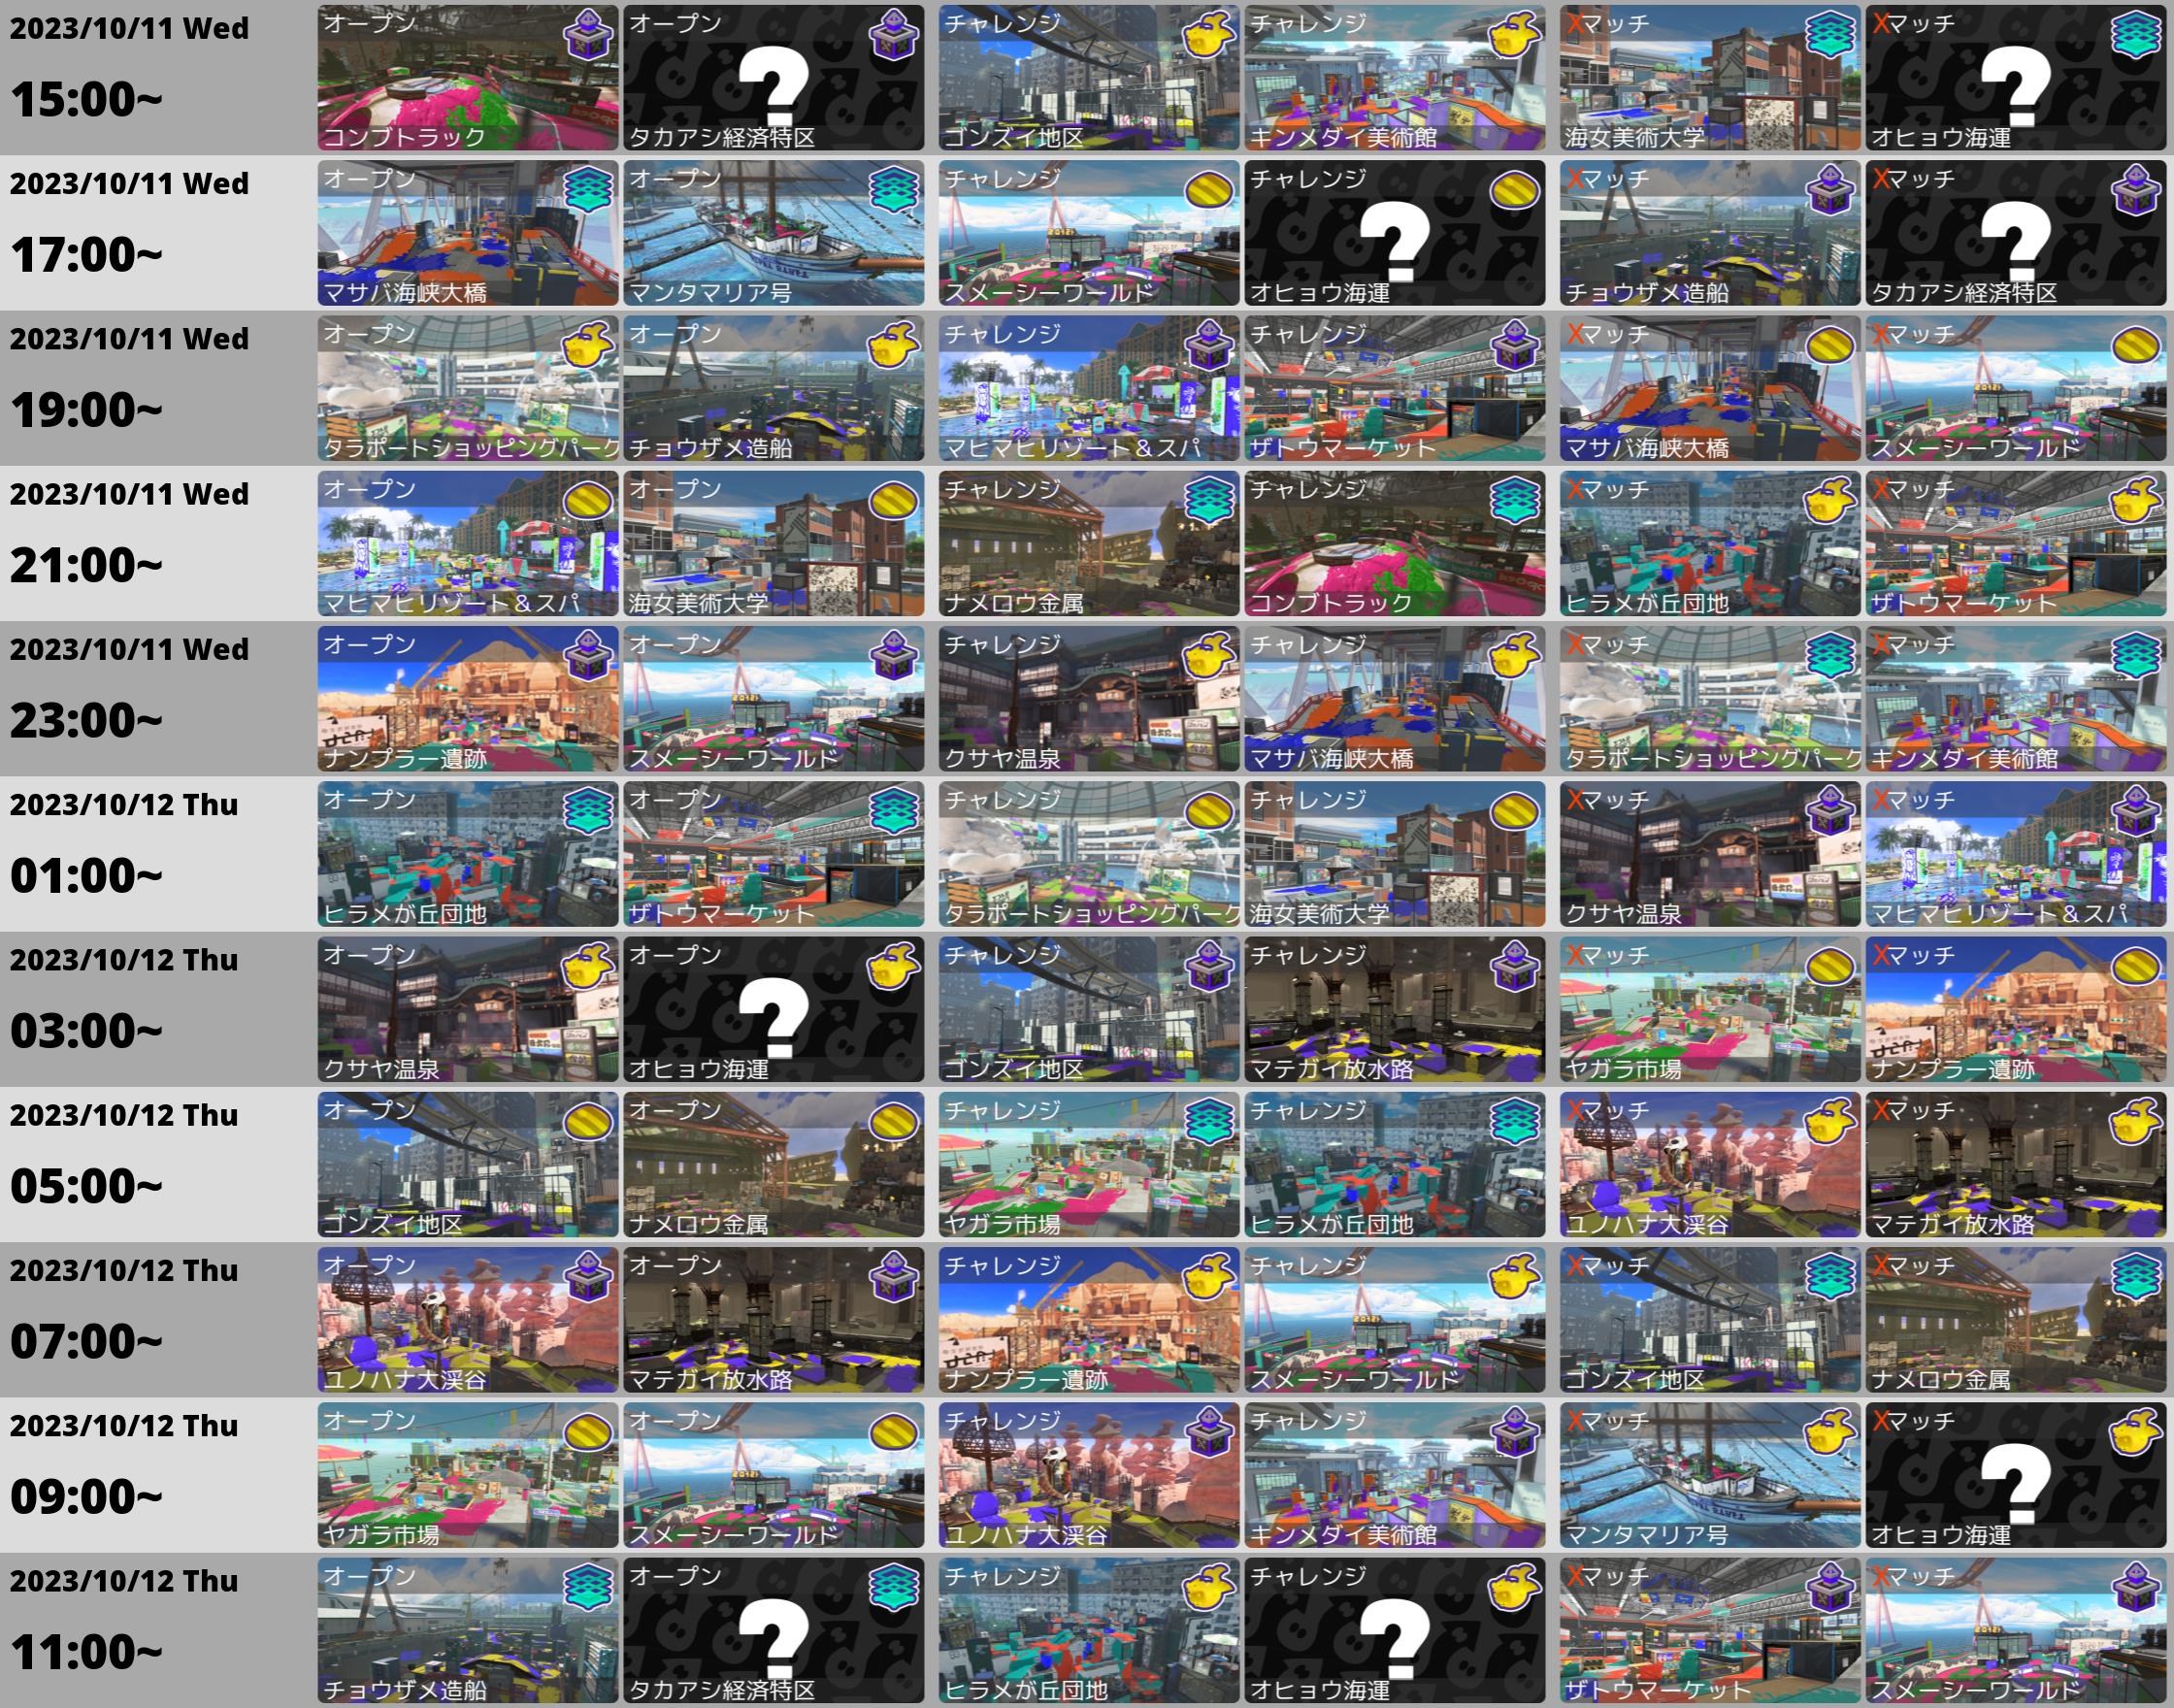 2023/10/11 Wed
15:00~
オープン
コンブトラック
オープン
タカアシ経済特区
チャレンジ
ゴンズイ地区
チャレンジ
キンメダイ美術館
Xマッチ
海女美術大学
Xマッチ
オヒョウ海運
2023/10/11 Wed
17:00~
オープン
マサバ海峡大橋
オープン
マンタマリア号
チャレンジ
スメーシーワールド
チャレンジ
オヒョウ海運
Xマッチ
チョウザメ造船
Xマッチ
タカアシ経済特区
2023/10/11 Wed
19:00~
オープン
タラポートショッピングパーク
オープン
チョウザメ造船
チャレンジ
マヒマヒリゾート&スパ
チャレンジ
ザトウマーケット
Xマッチ
マサバ海峡大橋
Xマッチ
スメーシーワールド
2023/10/11 Wed
21:00~
オープン
マヒマヒリゾート&スパ
オープン
海女美術大学
チャレンジ
ナメロウ金属
チャレンジ
コンブトラック
Xマッチ
ヒラメが丘団地
Xマッチ
ザトウマーケット
2023/10/11 Wed
23:00~
オープン
ナンプラー遺跡
オープン
スメーシーワールド
チャレンジ
クサヤ温泉
チャレンジ
マサバ海峡大橋
Xマッチ
タラポートショッピングパーク
Xマッチ
キンメダイ美術館
2023/10/12 Thu
01:00~
オープン
ヒラメが丘団地
オープン
ザトウマーケット
チャレンジ
タラポートショッピングパーク
チャレンジ
海女美術大学
Xマッチ
クサヤ温泉
Xマッチ
マヒマヒリゾート&スパ
2023/10/12 Thu
03:00~
オープン
クサヤ温泉
オープン
オヒョウ海運
チャレンジ
ゴンズイ地区
チャレンジ
マテガイ放水路
Xマッチ
ヤガラ市場
Xマッチ
ナンプラー遺跡
2023/10/12 Thu
05:00~
オープン
ゴンズイ地区
オープン
ナメロウ金属
チャレンジ
ヤガラ市場
チャレンジ
ヒラメが丘団地
Xマッチ
ユノハナ大渓谷
Xマッチ
マテガイ放水路
2023/10/12 Thu
07:00~
オープン
ユノハナ大渓谷
オープン
マテガイ放水路
チャレンジ
ナンプラー遺跡
チャレンジ
スメーシーワールド
Xマッチ
ゴンズイ地区
Xマッチ
ナメロウ金属
2023/10/12 Thu
09:00~
オープン
ヤガラ市場
オープン
スメーシーワールド
チャレンジ
ユノハナ大渓谷
チャレンジ
キンメダイ美術館
Xマッチ
マンタマリア号
Xマッチ
オヒョウ海運
2023/10/12 Thu
11:00~
オープン
チョウザメ造船
オープン
タカアシ経済特区
チャレンジ
ヒラメが丘団地
チャレンジ
オヒョウ海運
Xマッチ
ザトウマーケット
Xマッチ
スメーシーワールド